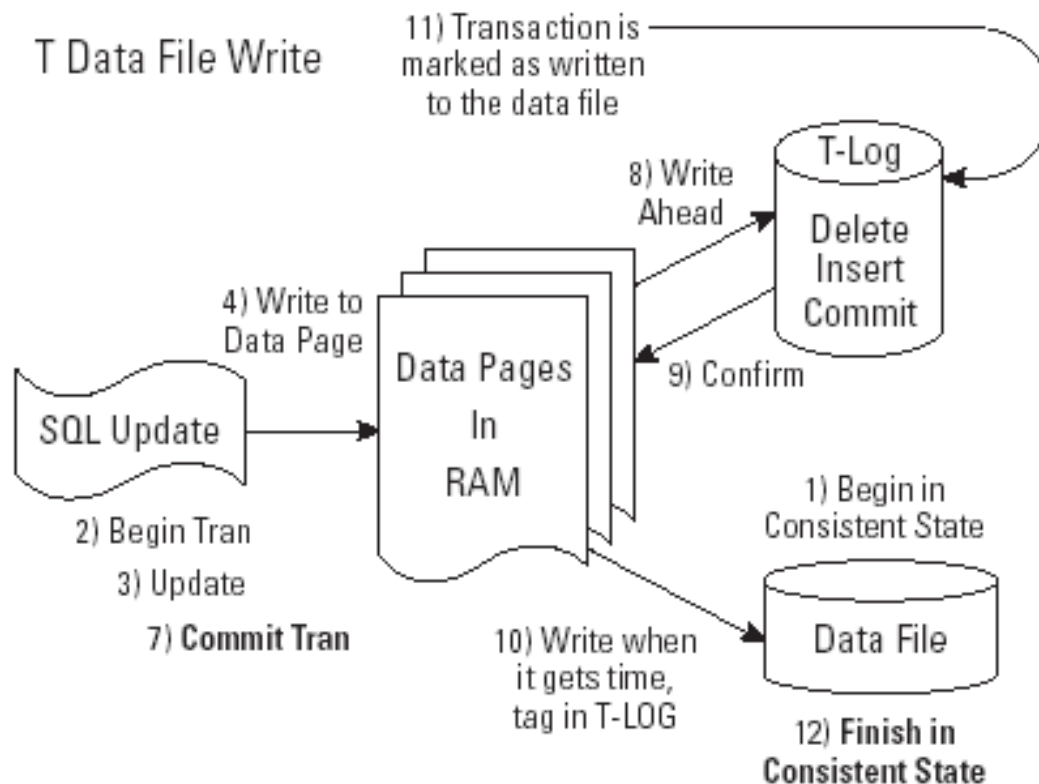 T Data File Write
11) Transaction is
marked as written
to the data file
T-Log
Delete
Insert
Commit
8) Write
Ahead
9) Confirm
4) Write to
Data Page
Data Pages
In
RAM
SQL Update
2) Begin Tran
3) Update
7) Commit Tran
10) Write when
it gets time,
tag in T-LOG
1) Begin in
Consistent State
Data File
12) Finish in
Consistent State